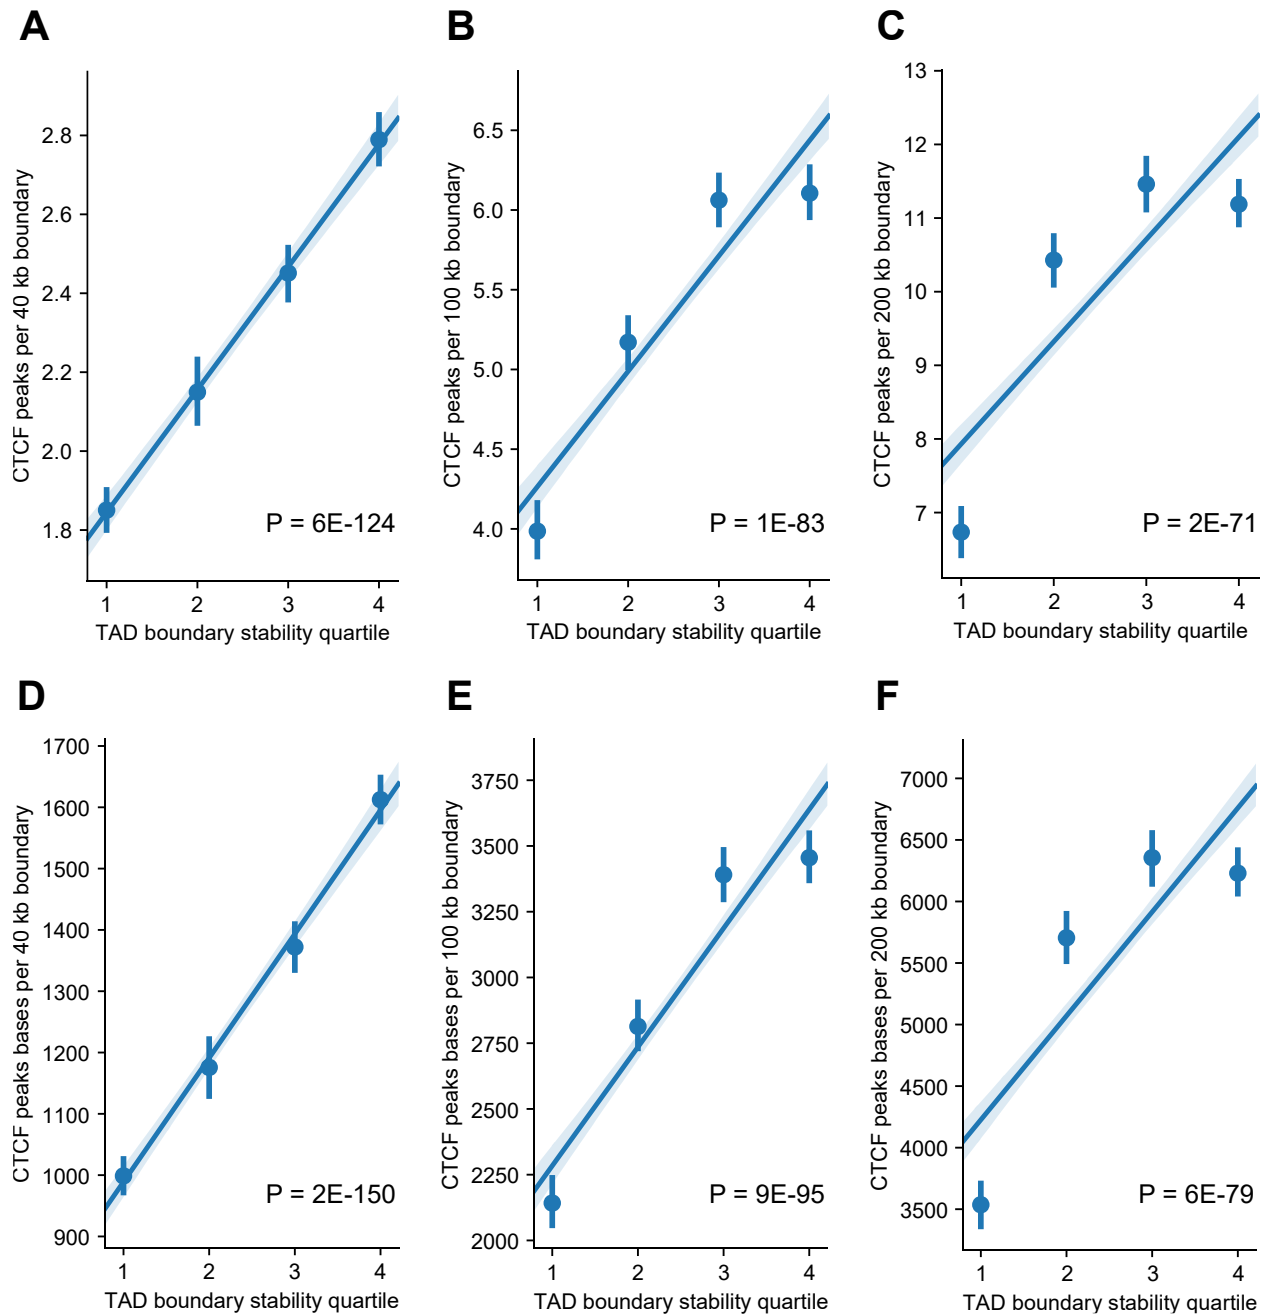 A
CTCF peaks per 40 kb boundary
2.8
2.6
2.4
2.2
2.0
1.8
P = 6E-124
1 2 3 4
TAD boundary stability quartile
B
CTCF peaks per 100 kb boundary
6.5
6.0
5.5
5.0
4.5
4.0
P = 1E-83
1 2 3 4
TAD boundary stability quartile
C
CTCF peaks per 200 kb boundary
13
12
11
10
9
8
7
P = 2E-71
1 2 3 4
TAD boundary stability quartile
D
CTCF peaks bases per 40 kb boundary
1700
1600
1500
1400
1300
1200
1100
1000
900
P = 2E-150
1 2 3 4
TAD boundary stability quartile
E
CTCF peaks bases per 100 kb boundary
3750
3500
3250
3000
2750
2500
2250
2000
P = 9E-95
1 2 3 4
TAD boundary stability quartile
F
CTCF peaks bases per 200 kb boundary
7000
6500
6000
5500
5000
4500
4000
3500
P = 6E-79
1 2 3 4
TAD boundary stability quartile